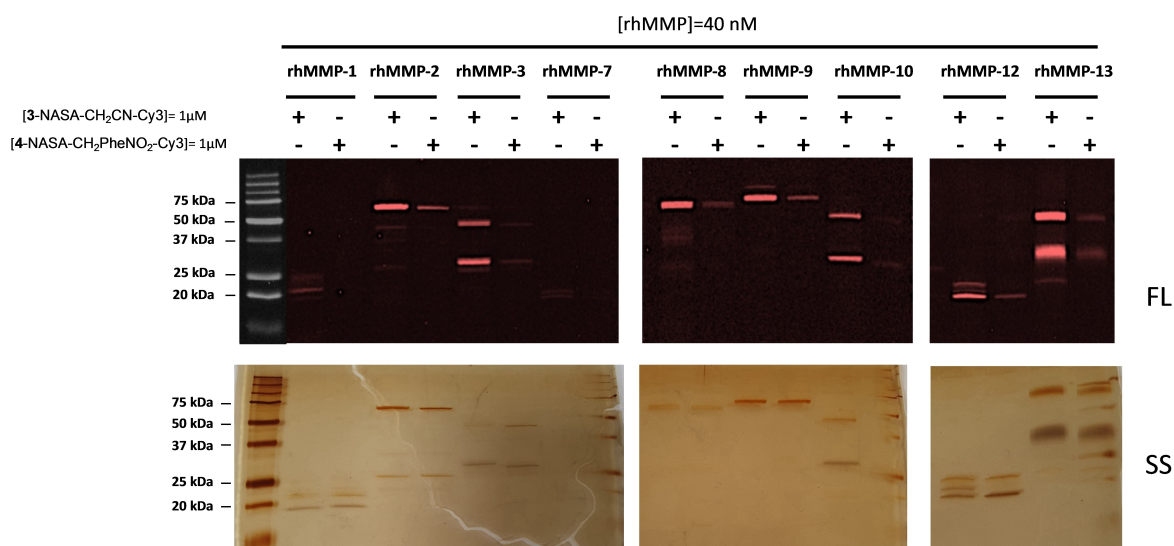 [rhMMP]=40 nM
rhMMP-1 rhMMP-2 rhMMP-3 rhMMP-7 rhMMP-8 rhMMP-9 rhMMP-10 rhMMP-12 rhMMP-13
[3-NASA-CH₂CN-Cy3]= 1μM + - + - + - + - + - + - + - + - + -
[4-NASA-CH₂PheNO₂-Cy3]= 1μM - + - + - + - + - + - + - + - + - +
75 kDa –
50 kDa –
37 kDa –
25 kDa –
20 kDa –
FL
75 kDa –
50 kDa –
37 kDa –
25 kDa –
20 kDa –
SS